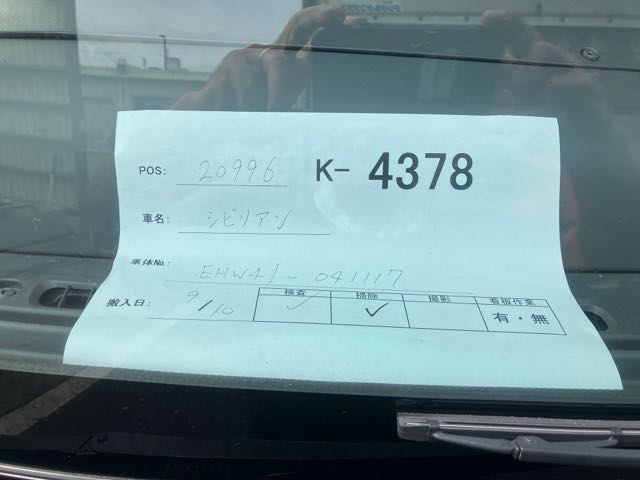 POS: 20996 K- 4378
車名: シビリアン
車体No.: EHW41-041117
搬入日: 9/10
検査 掃除 撮影 看板作業
✓ ✓ 有・無